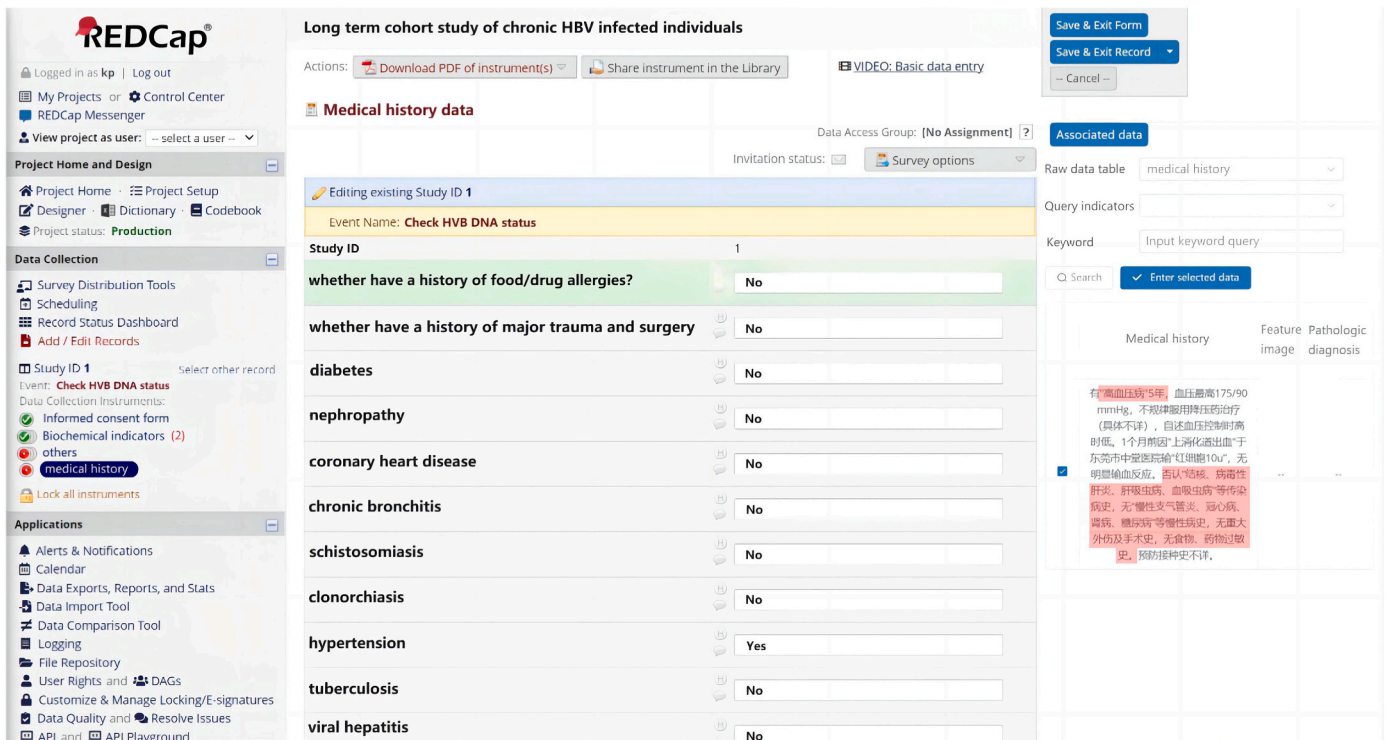 REDCap®
Logged in as kp | Log out
My Projects or Control Center
REDCap Messenger
View project as user: -- select a user --
Project Home and Design
Project Home · Project Setup
Designer · Dictionary · Codebook
Project status: Production
Data Collection
Survey Distribution Tools
Scheduling
Record Status Dashboard
Add / Edit Records
Study ID 1 Select other record
Event: Check HVB DNA status
Data Collection Instruments:
Informed consent form
Biochemical indicators (2)
others
medical history
Lock all instruments
Applications
Alerts & Notifications
Calendar
Data Exports, Reports, and Stats
Data Import Tool
Data Comparison Tool
Logging
File Repository
User Rights and DAGs
Customize & Manage Locking/E-signatures
Data Quality and Resolve Issues
API and API Playground
Long term cohort study of chronic HBV infected individuals
Actions: Download PDF of instrument(s) Share instrument in the Library VIDEO: Basic data entry
Medical history data
Data Access Group: [No Assignment] ?
Invitation status: Survey options
Editing existing Study ID 1
Event Name: Check HVB DNA status
Study ID 1
whether have a history of food/drug allergies? No
whether have a history of major trauma and surgery No
diabetes No
nephropathy No
coronary heart disease No
chronic bronchitis No
schistosomiasis No
clonorchiasis No
hypertension Yes
tuberculosis No
viral hepatitis No
Save & Exit Form
Save & Exit Record
-- Cancel --
Associated data
Raw data table medical history
Query indicators
Keyword Input keyword query
Search Enter selected data
Medical history Feature image Pathologic diagnosis
有"高血压病"5年，血压最高175/90
mmHg，不规律服用降压药治疗
（具体不详），自述血压控制时高
时低。1个月前因"上消化道出血"于
东莞市中堂医院输"红细胞10u"，无
明显输血反应。否认"结核、病毒性
肝炎、肝吸虫病、血吸虫病"等传染
病史，无"慢性支气管炎、冠心病、
肾病、糖尿病"等慢性病史，无重大
外伤及手术史，无食物、药物过敏
史。预防接种史不详。
-- --